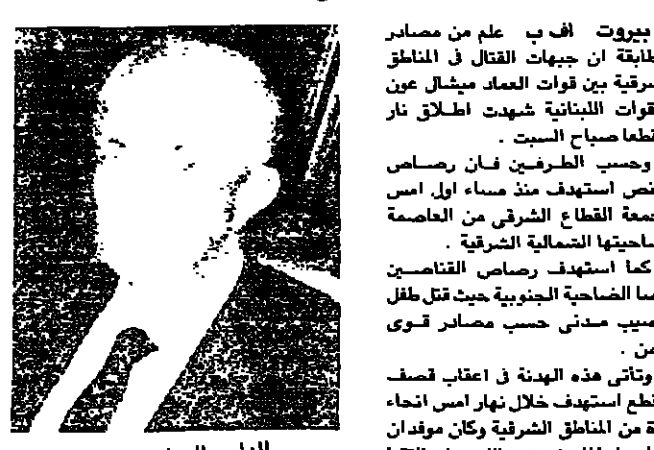 بيروت اف ب علم من مصادر
طابقة ان جبهات القتال في المناطق
شرقية بين قوات العماد ميشال عون
قوات اللبنانية شهدت اطلاق نار
تقطعا صباح السبت .
وحسب الطرفين فان رصاص
نص استهدف منذ مساء اول امس
جمعة القطاع الشرقي من العاصمة
ضاحيتها الشمالية الشرقية .
كما استهدف رصاص القناصين
ضا الضاحية الجنوبية حيث قتل طفل
صيب مدني حسب مصادر قوى
من .
وتأتي هذه الهدنة في اعقاب قصف
نقطع استهدف خلال نهار امس انحاء
ة من المناطق الشرقية وكان موفدان